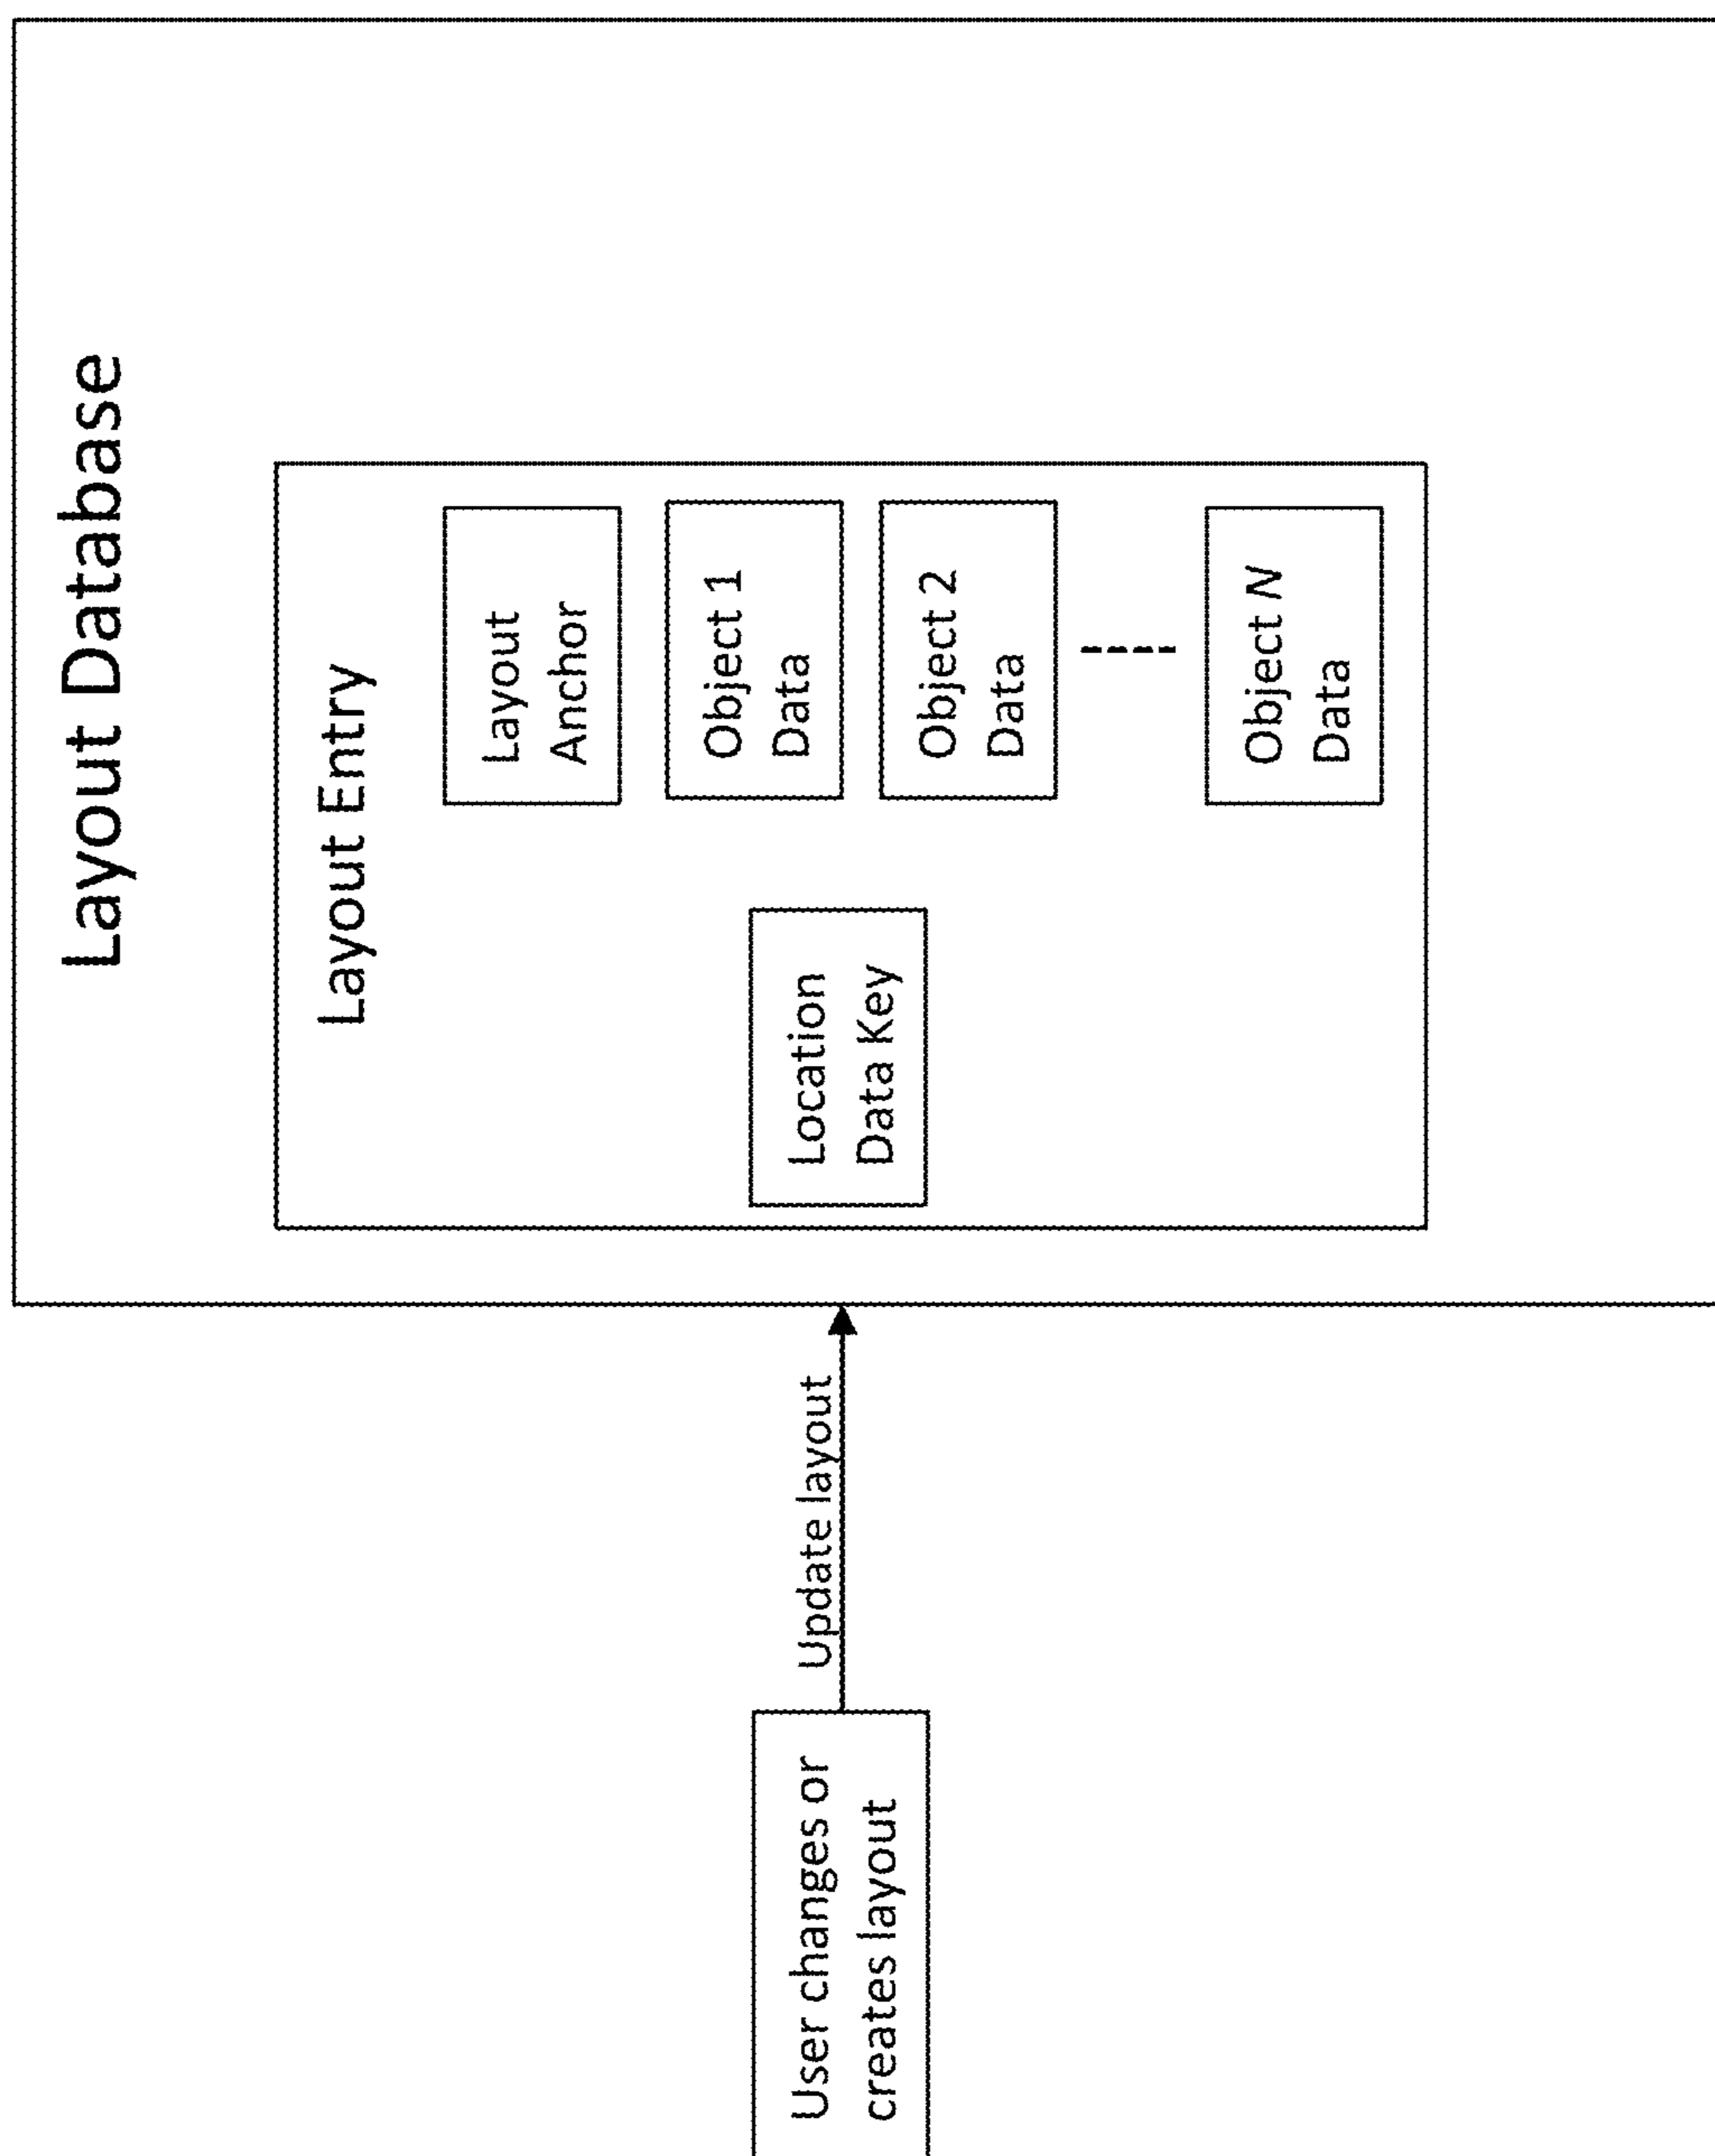 Layout Database
Layout Entry
Layout
Anchor
Location
Data Key
Object 1
Data
Object 2
Data
Object N
Data
Update layout
User changes or
creates layout